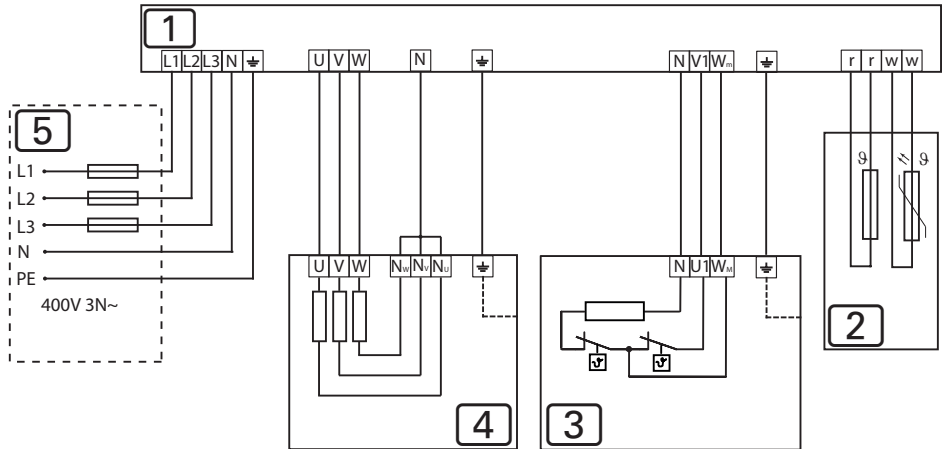 1
L1 L2 L3 N ⏚ U V W N ⏚ N V1 Wm ⏚ r r w w
5
L1
L2
L3
N
PE
400V 3N~
ϑ ϑ
2
U V W NW NV NU ⏚ N U1 WM ⏚
ϑ ϑ
4
3